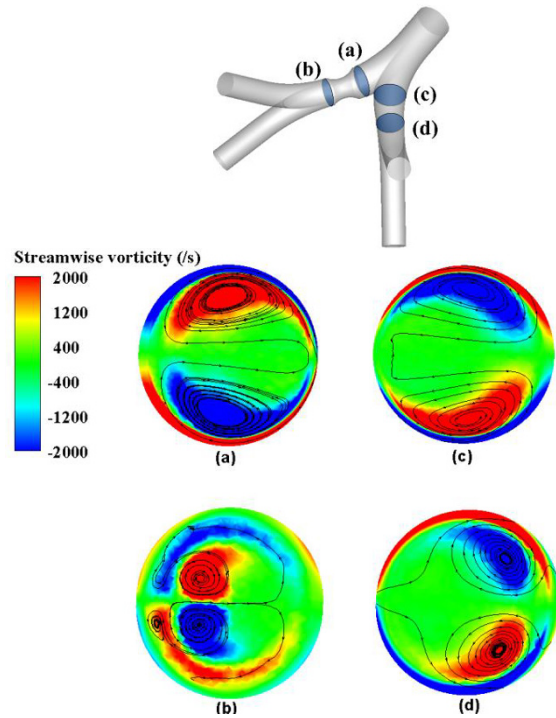 (a)
(b)
(c)
(d)
Streamwise vorticity (/s)
2000
1200
400
-400
-1200
-2000
(a)
(c)
(b)
(d)